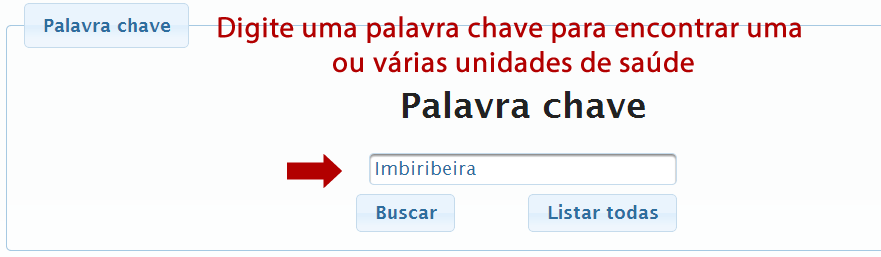 Palavra chave
Digite uma palavra chave para encontrar uma
ou várias unidades de saúde
Palavra chave
Imbiribeira
Buscar
Listar todas